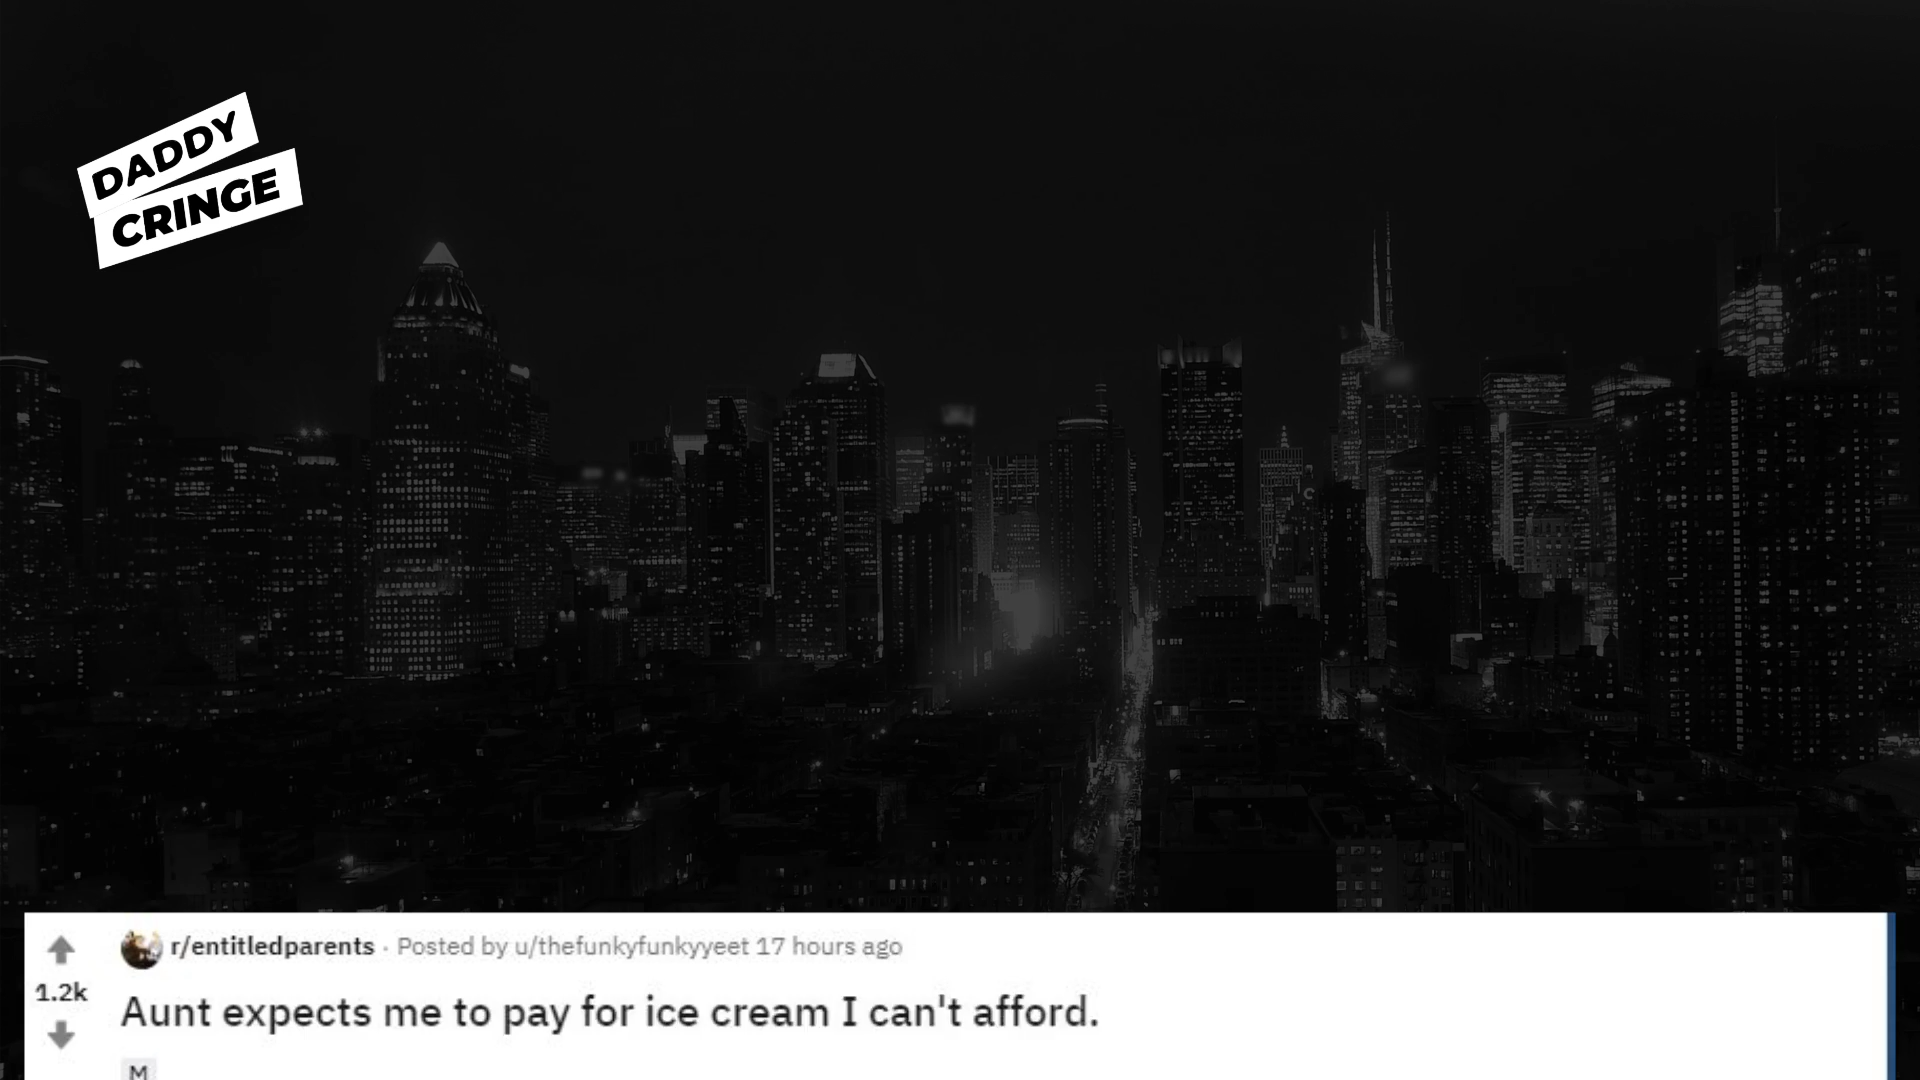 DADDY
CRINGE
r/entitledparents · Posted by u/thefunkyfunkyyeet 17 hours ago
1.2k
Aunt expects me to pay for ice cream I can't afford.
M